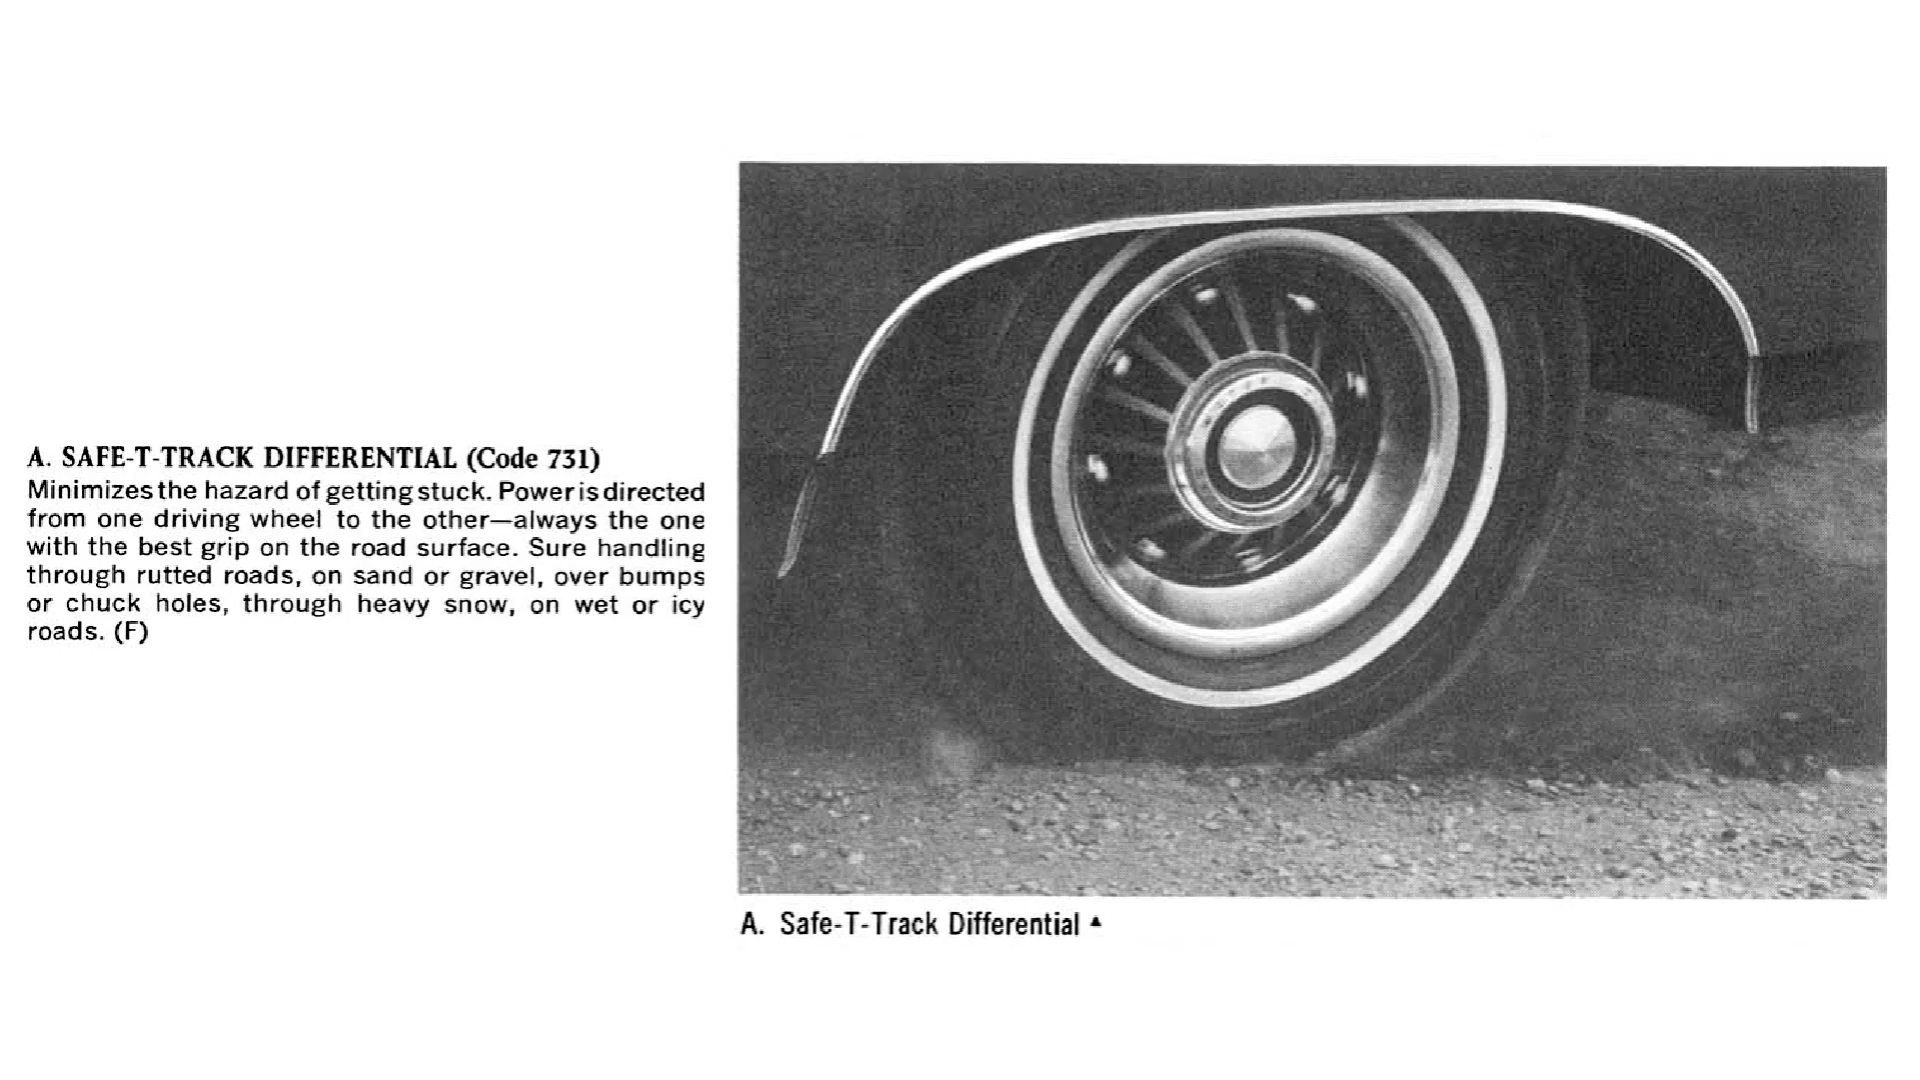 A. SAFE-T-TRACK DIFFERENTIAL (Code 731)
Minimizes the hazard of getting stuck. Power is directed
from one driving wheel to the other—always the one
with the best grip on the road surface. Sure handling
through rutted roads, on sand or gravel, over bumps
or chuck holes, through heavy snow, on wet or icy
roads. (F)
A. Safe-T-Track Differential ▲